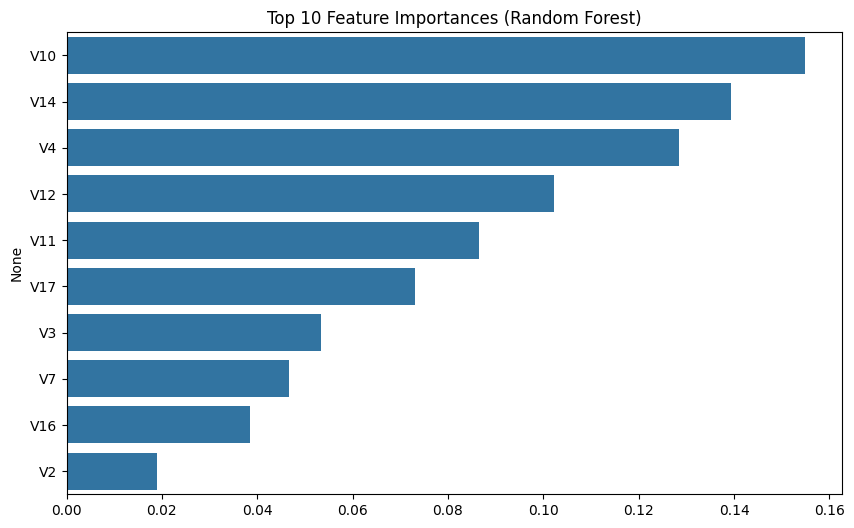 Top 10 Feature Importances (Random Forest)
V10
V14
V4
V12
V11
V17
V3
V7
V16
V2
None
0.00 0.02 0.04 0.06 0.08 0.10 0.12 0.14 0.16